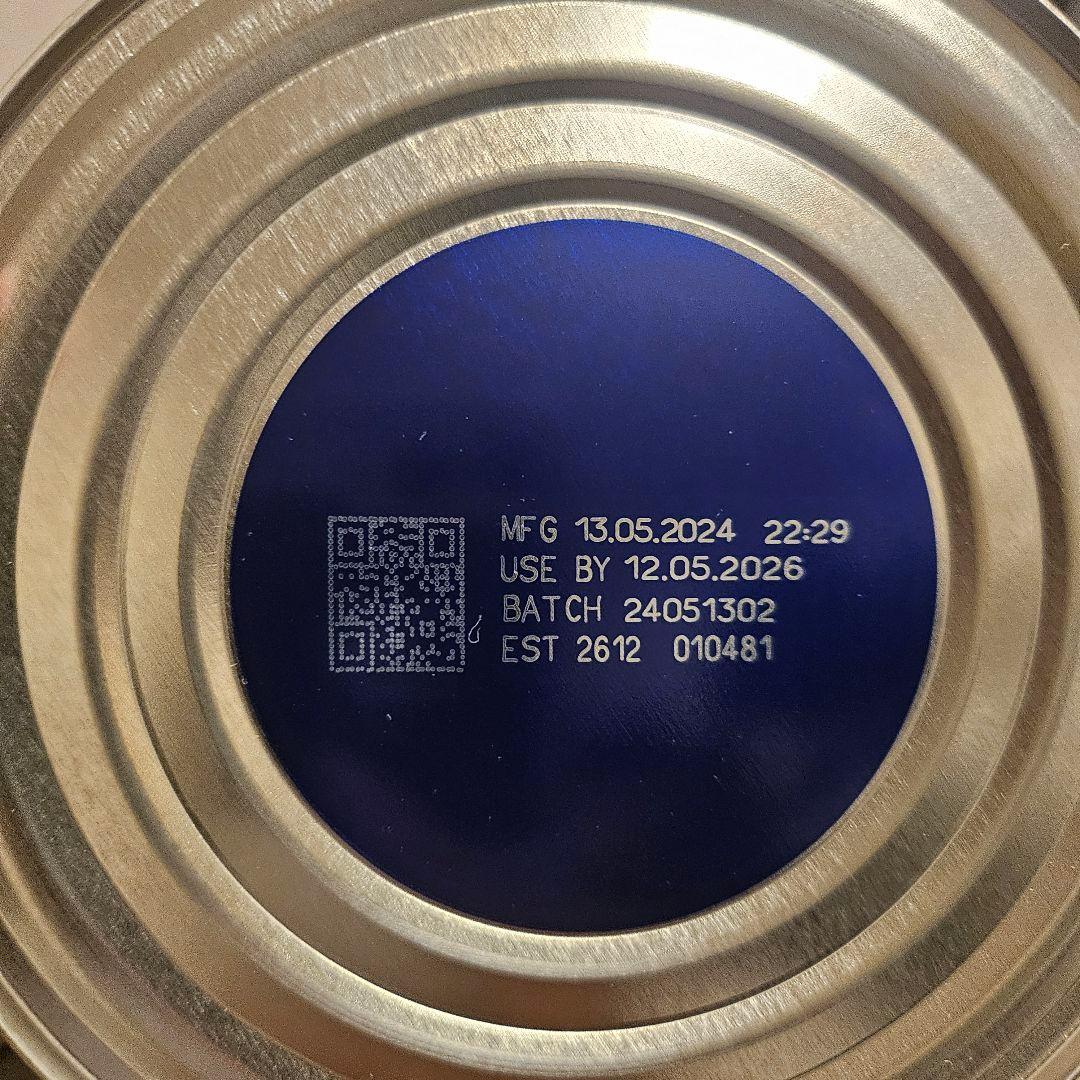 MFG 13.05.2024 22:29
USE BY 12.05.2026
BATCH 24051302
EST 2612 010481